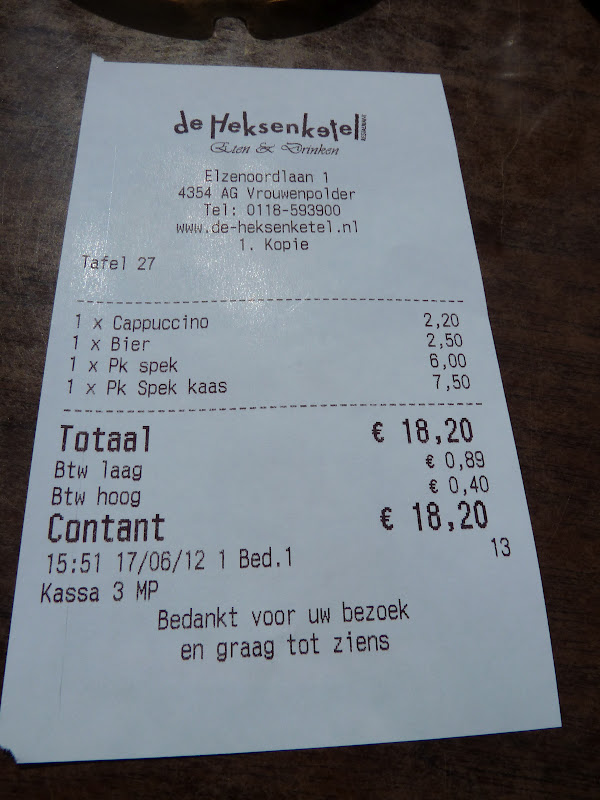 de Heksenketel RESTAURANT
Eten & Drinken
Elzenoordlaan 1
4354 AG Vrouwenpolder
Tel: 0118-593900
www.de-heksenketel.nl
1. Kopie
Tafel 27
1 x Cappuccino 2,20
1 x Bier 2,50
1 x Pk spek 6,00
1 x Pk Spek kaas 7,50
Totaal € 18,20
Btw laag € 0,89
Btw hoog € 0,40
Contant € 18,20
15:51 17/06/12 1 Bed.1 13
Kassa 3 MP
Bedankt voor uw bezoek
en graag tot ziens